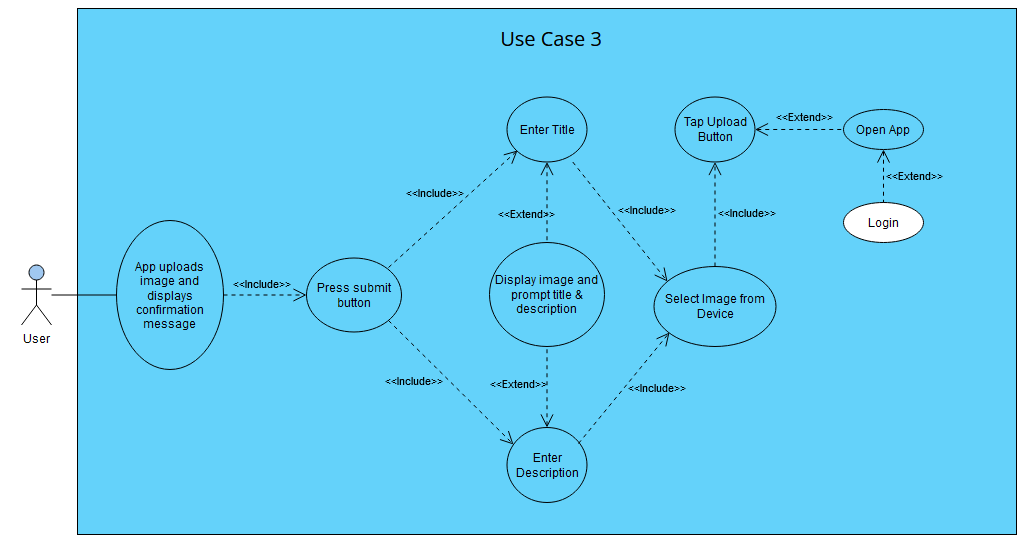 Use Case 3
Enter Title
Tap Upload
Button
<<Extend>>
Open App
<<Include>>
<<Extend>>
<<Extend>>
<<Include>>
<<Include>>
Login
App uploads
image and
displays
confirmation
message
<<Include>>
Press submit
button
Display image and
prompt title &
description
Select Image from
Device
User
<<Include>>
<<Extend>>
<<Include>>
Enter
Description